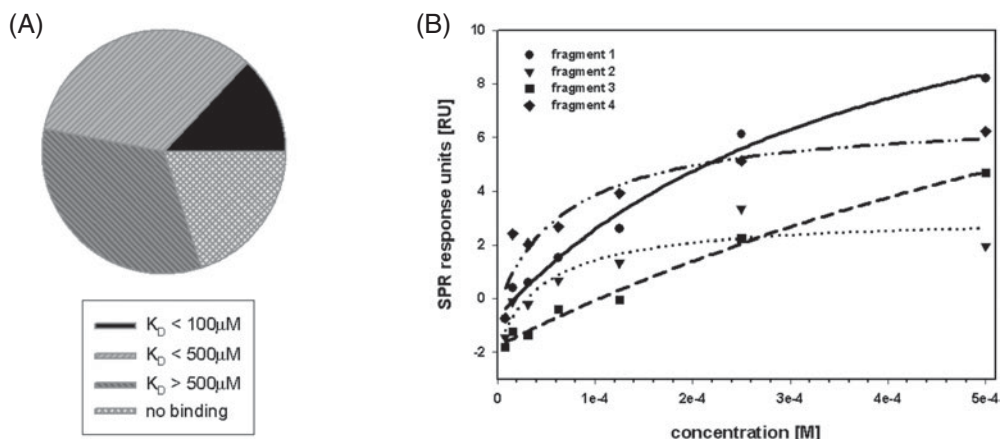 (A)
K_D < 100μM
K_D < 500μM
K_D > 500μM
no binding
(B)
SPR response units [RU]
10
8
6
4
2
0
-2
fragment 1
fragment 2
fragment 3
fragment 4
0 1e-4 2e-4 3e-4 4e-4 5e-4
concentration [M]